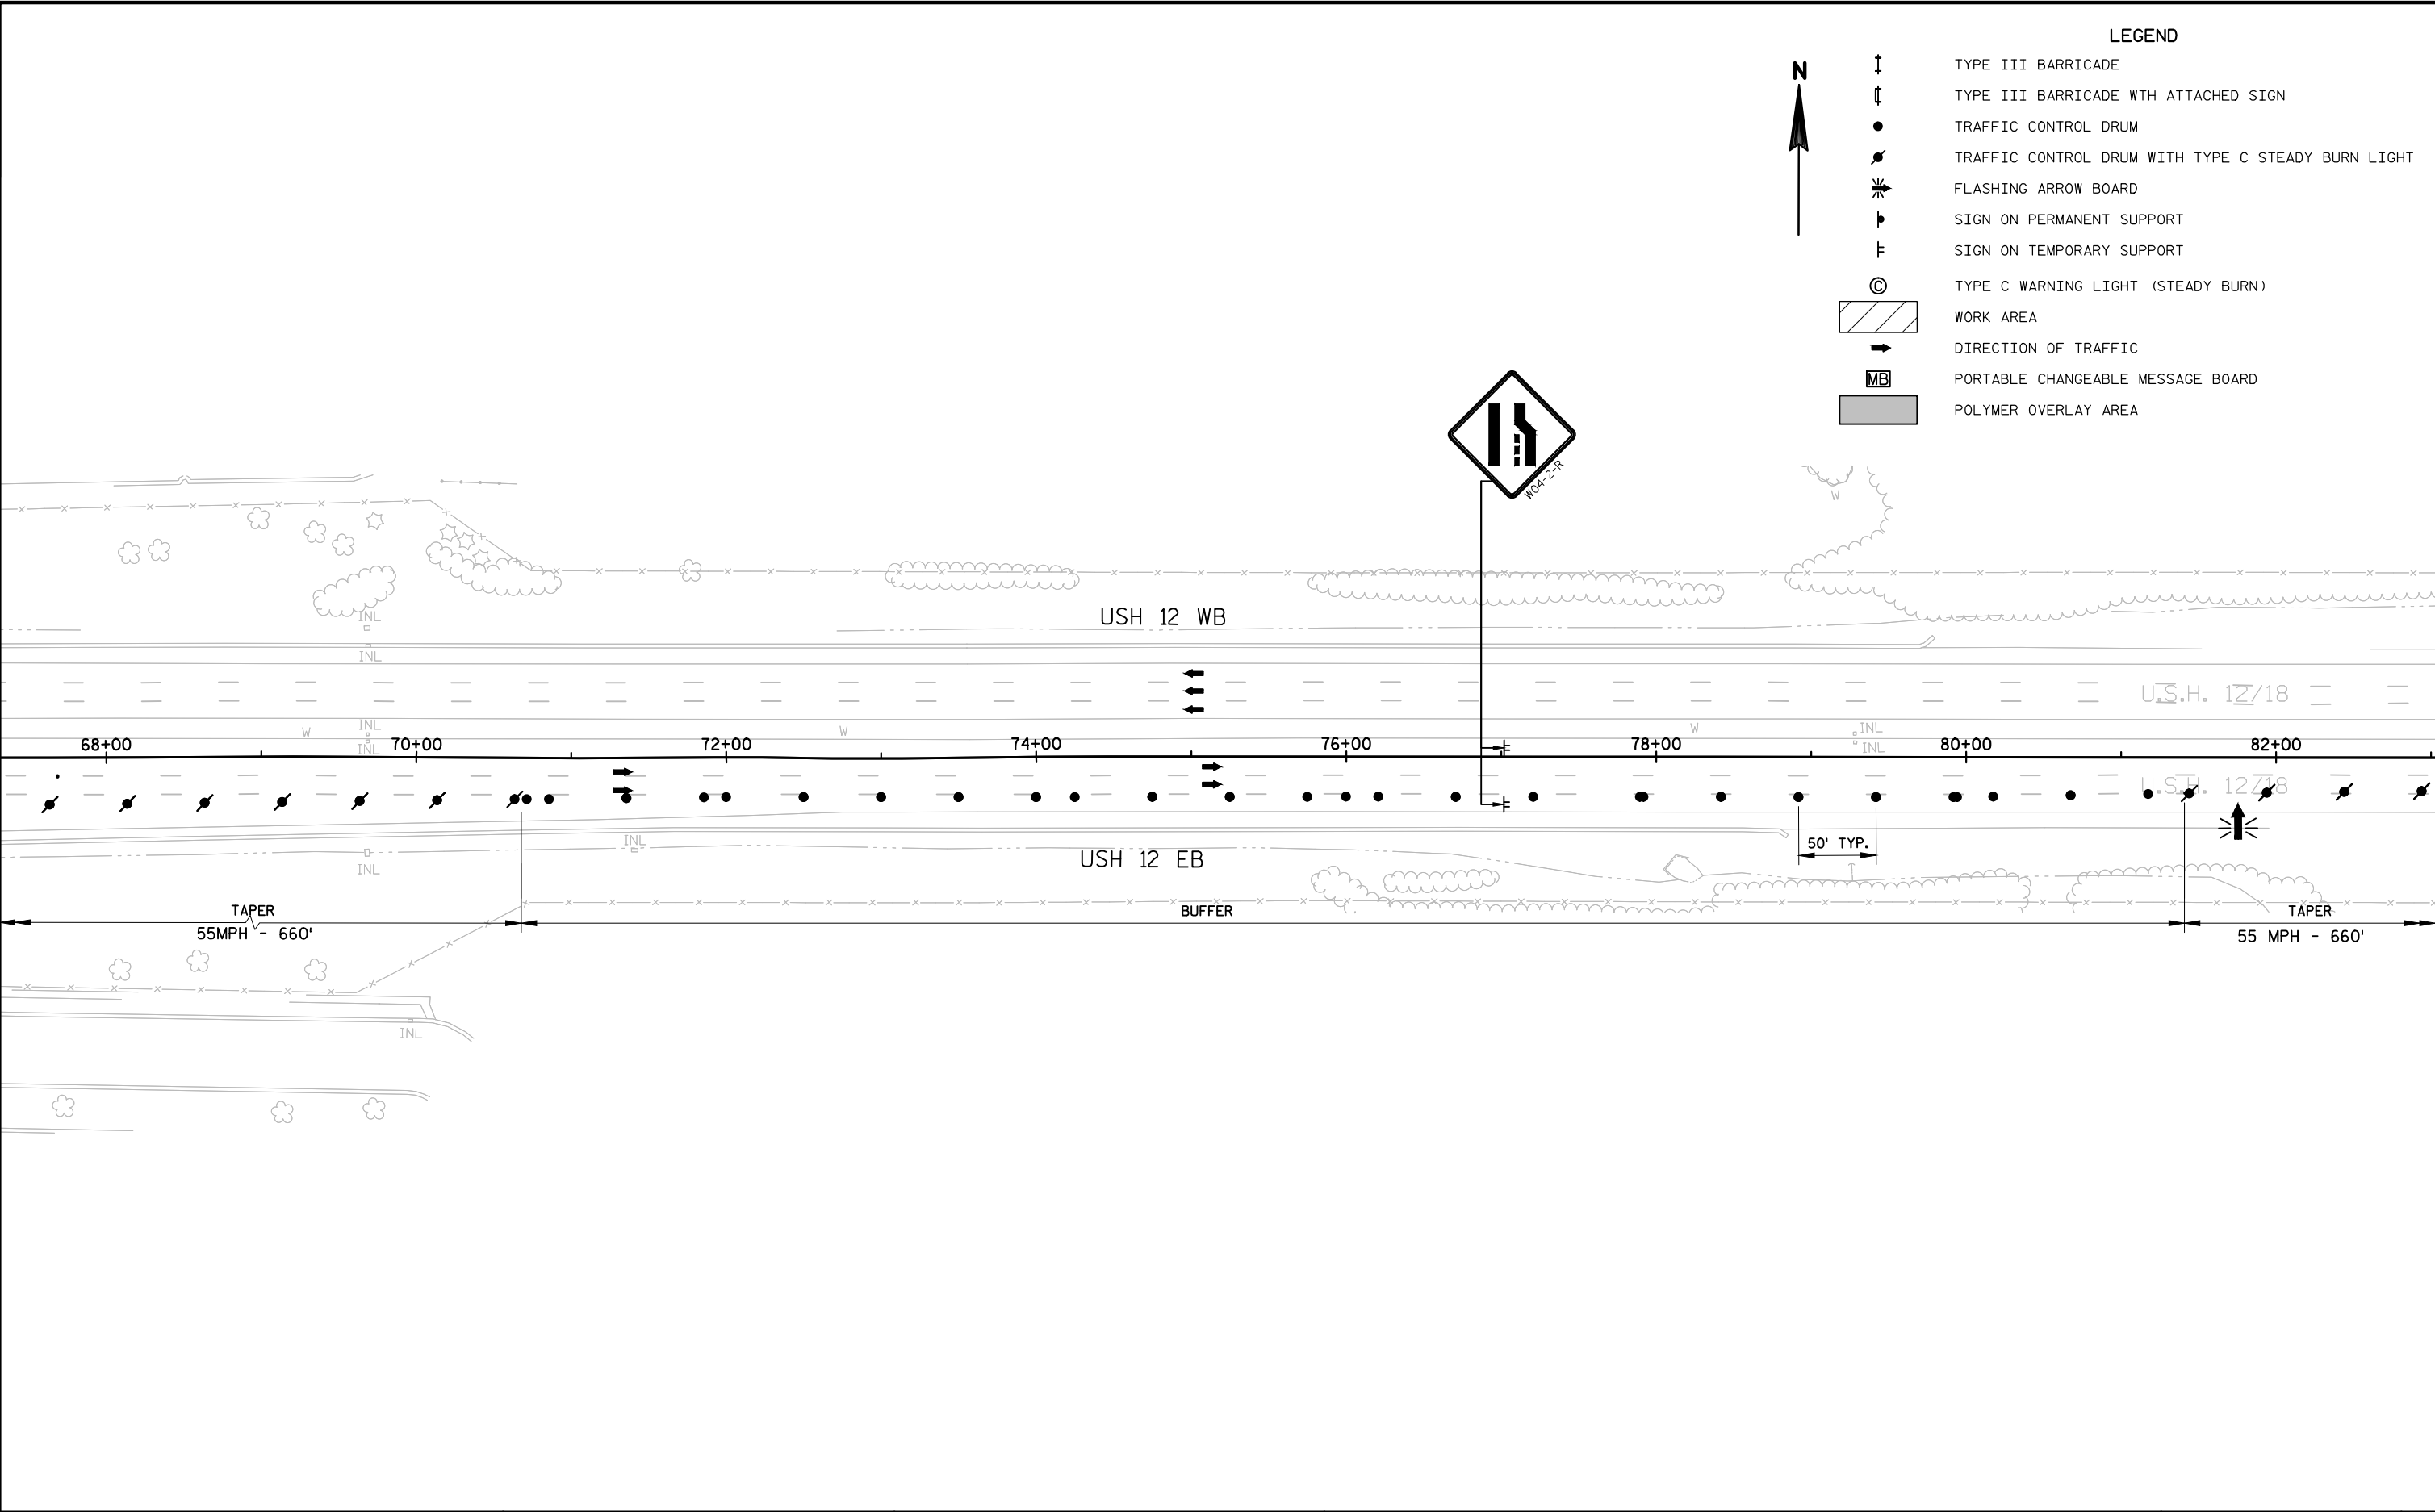 LEGEND
N
TYPE III BARRICADE
TYPE III BARRICADE WTH ATTACHED SIGN
TRAFFIC CONTROL DRUM
TRAFFIC CONTROL DRUM WITH TYPE C STEADY BURN LIGHT
FLASHING ARROW BOARD
SIGN ON PERMANENT SUPPORT
SIGN ON TEMPORARY SUPPORT
© TYPE C WARNING LIGHT (STEADY BURN)
WORK AREA
DIRECTION OF TRAFFIC
MB PORTABLE CHANGEABLE MESSAGE BOARD
POLYMER OVERLAY AREA
W04-2-R
W
INL
USH 12 WB
INL
U.S.H. 12/18
INL
W
W
W
INL
INL
INL
68+00 70+00 72+00 74+00 76+00 78+00 80+00 82+00
U.S.H. 12/18
INL
50' TYP.
USH 12 EB
INL
TAPER
BUFFER
TAPER
55MPH - 660'
55 MPH - 660'
INL